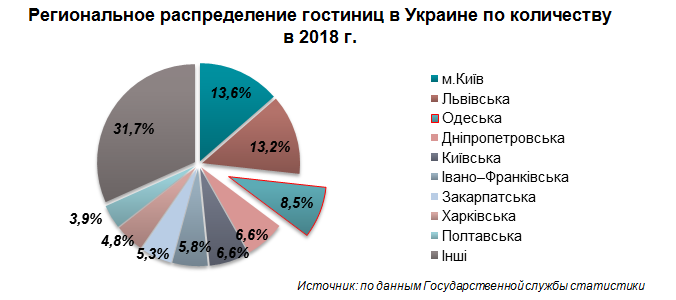 Региональное распределение гостиниц в Украине по количеству
в 2018 г.
13,6%
13,2%
8,5%
6,6%
6,6%
5,8%
5,3%
4,8%
3,9%
31,7%
м.Київ
Львівська
Одеська
Дніпропетровська
Київська
Івано–Франківська
Закарпатська
Харківська
Полтавська
Інші
Источник: по данным Государственной службы статистики